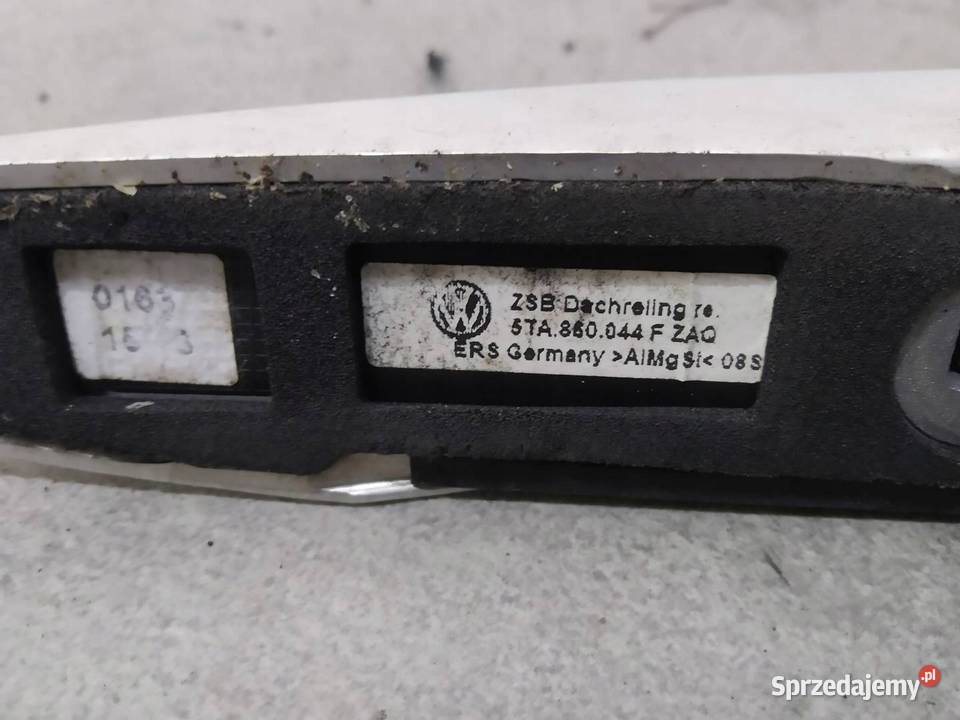 0163
ZSB Dachreling re.
5TA.860.044 F ZAQ
ERS Germany >AlMgSi< 08S
Sprzedajemy.pl